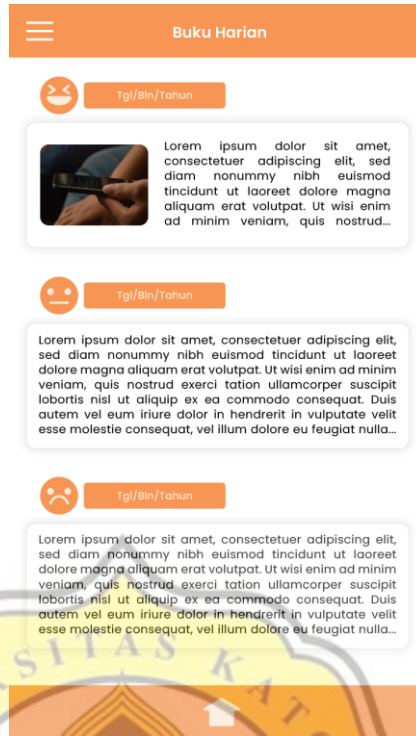 Buku Harian
Tgl/Bln/Tahun
Lorem ipsum dolor sit amet,
consectetuer adipiscing elit, sed
diam nonummy nibh euismod
tincidunt ut laoreet dolore magna
aliquam erat volutpat. Ut wisi enim
ad minim veniam, quis nostrud...
Tgl/Bln/Tahun
Lorem ipsum dolor sit amet, consectetuer adipiscing elit,
sed diam nonummy nibh euismod tincidunt ut laoreet
dolore magna aliquam erat volutpat. Ut wisi enim ad minim
veniam, quis nostrud exerci tation ullamcorper suscipit
lobortis nisl ut aliquip ex ea commodo consequat. Duis
autem vel eum iriure dolor in hendrerit in vulputate velit
esse molestie consequat, vel illum dolore eu feugiat nulla...
Tgl/Bln/Tahun
Lorem ipsum dolor sit amet, consectetuer adipiscing elit,
sed diam nonummy nibh euismod tincidunt ut laoreet
dolore magna aliquam erat volutpat. Ut wisi enim ad minim
veniam, quis nostrud exerci tation ullamcorper suscipit
lobortis nisl ut aliquip ex ea commodo consequat. Duis
autem vel eum iriure dolor in hendrerit in vulputate velit
esse molestie consequat, vel illum dolore eu feugiat nulla...
SITAS KAT